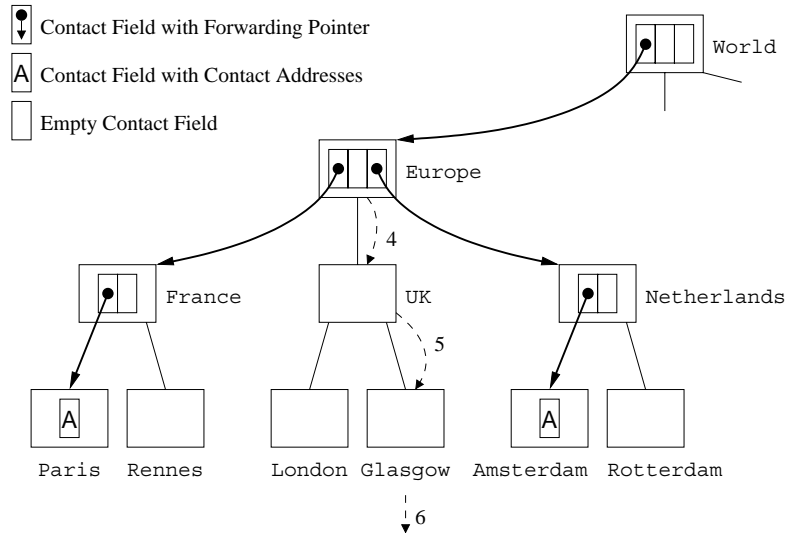 Contact Field with Forwarding Pointer
A Contact Field with Contact Addresses
Empty Contact Field
World
Europe
4
France
UK
Netherlands
5
A
A
Paris Rennes London Glasgow Amsterdam Rotterdam
6